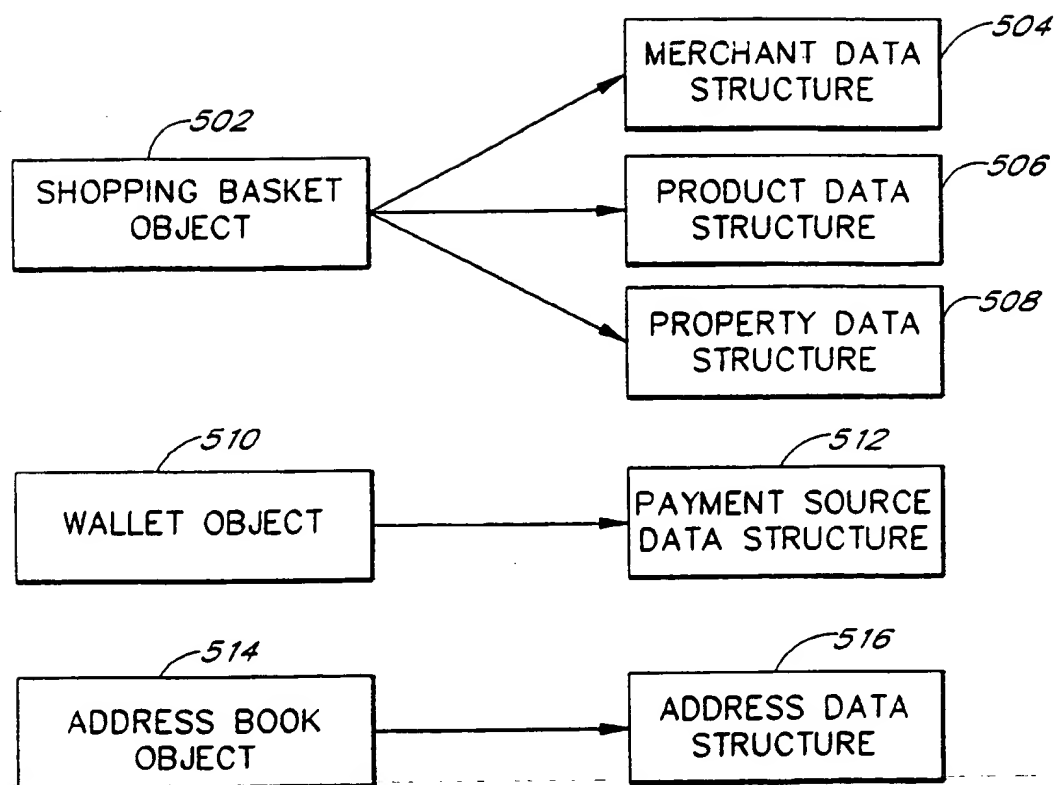 504
MERCHANT DATA
STRUCTURE
502
SHOPPING BASKET
OBJECT
506
PRODUCT DATA
STRUCTURE
508
PROPERTY DATA
STRUCTURE
510
WALLET OBJECT
512
PAYMENT SOURCE
DATA STRUCTURE
514
ADDRESS BOOK
OBJECT
516
ADDRESS DATA
STRUCTURE